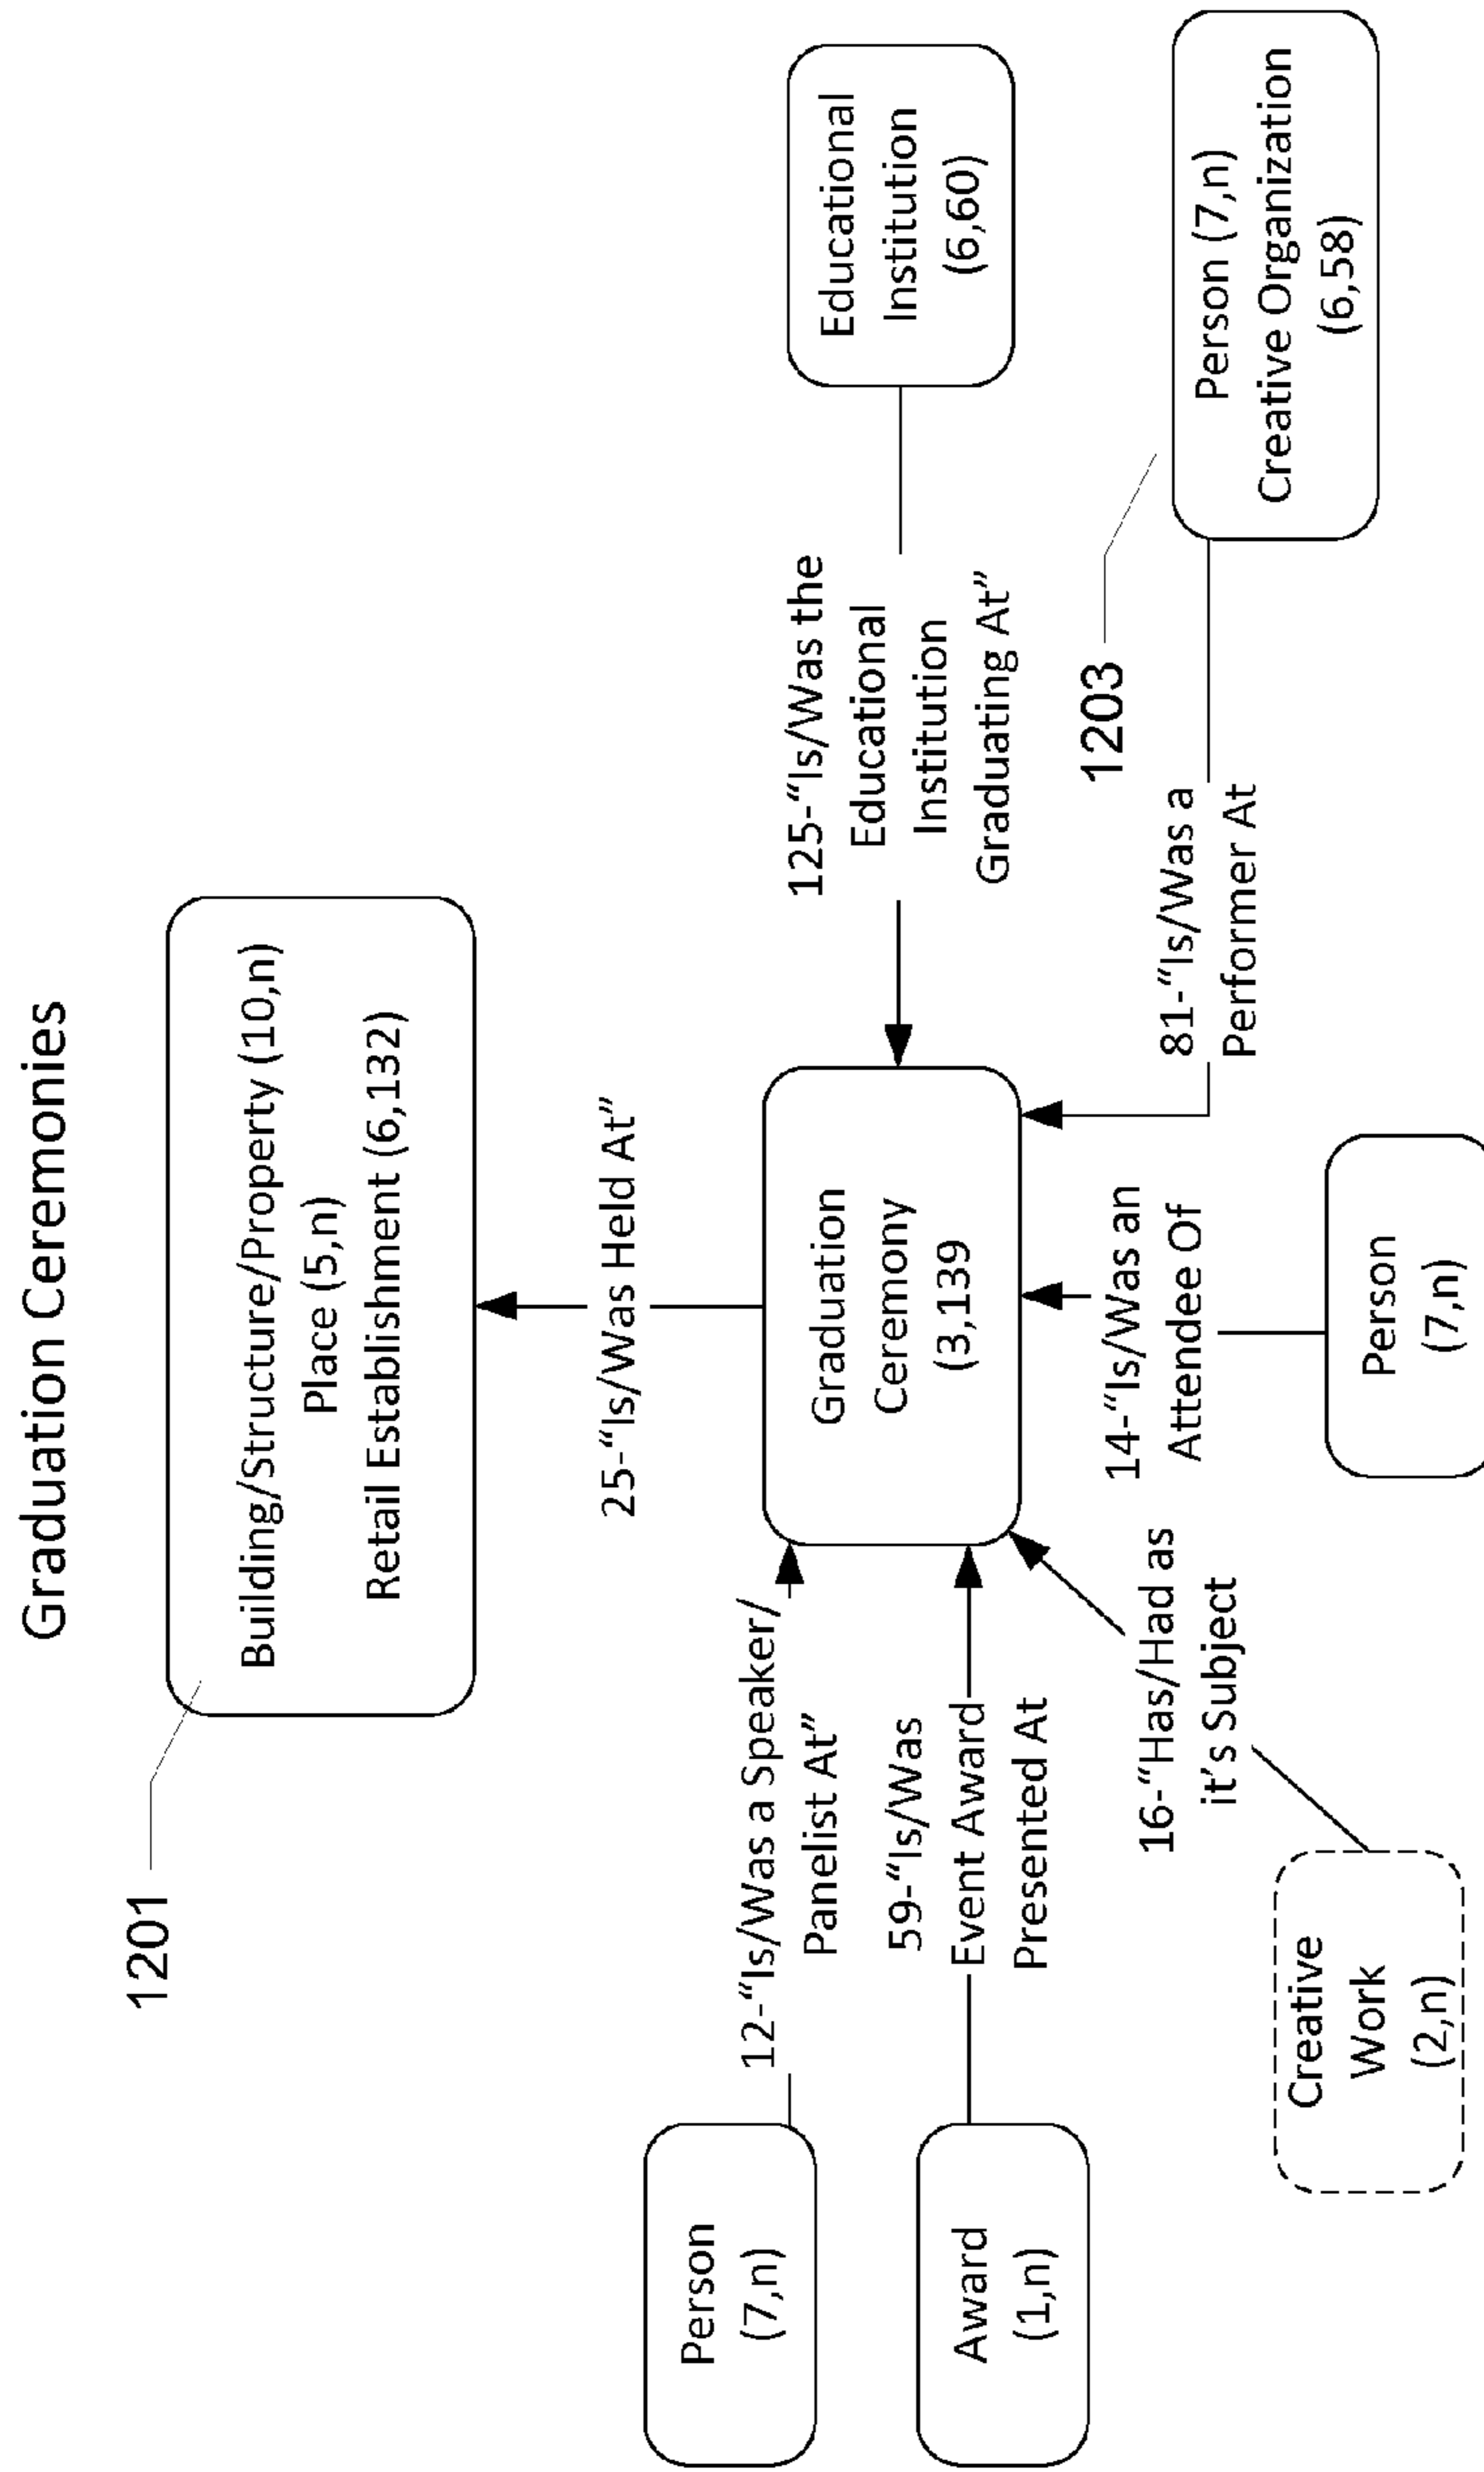 Graduation Ceremonies
1201
Building/Structure/Property (10,n)
Place (5,n)
Retail Establishment (6,132)
25-“Is/Was Held At”
Person
(7,n)
12-“Is/Was a Speaker/
Panelist At”
Graduation
Ceremony
(3,139
125-“Is/Was the
Educational
Institution
Graduating At”
Educational
Institution
(6,60)
Award
(1,n)
59-“Is/Was
Event Award
Presented At
1203
Person (7,n)
Creative Organization
(6,58)
81-“Is/Was a
Performer At
14-“Is/Was an
Attendee Of
16-“Has/Had as
it’s Subject
Creative
Work
(2,n)
Person
(7,n)